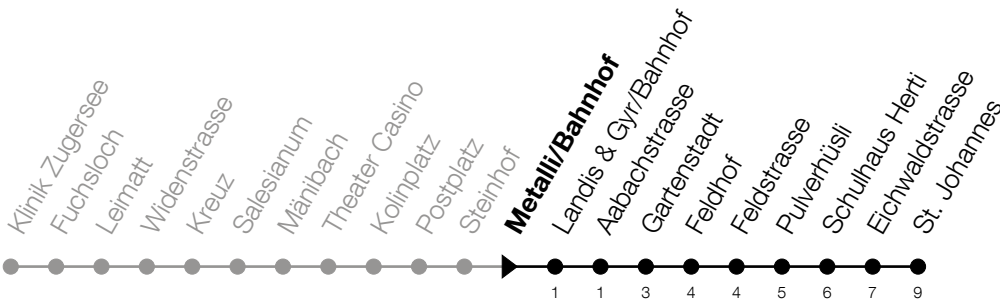 Klinik Zugersee
Fuchsloch
Leimatt
Widenstrasse
Kreuz
Salesianum
Männibach
Theater Casino
Kolinplatz
Postplatz
Steinhof
Metalli/Bahnhof
Landis & Gyr/Bahnhof
Aabachstrasse
Gartenstadt
Feldhof
Feldstrasse
Pulverhüsli
Schulhaus Herti
Eichwaldstrasse
St. Johannes
1 1 3 4 4 5 6 7 9